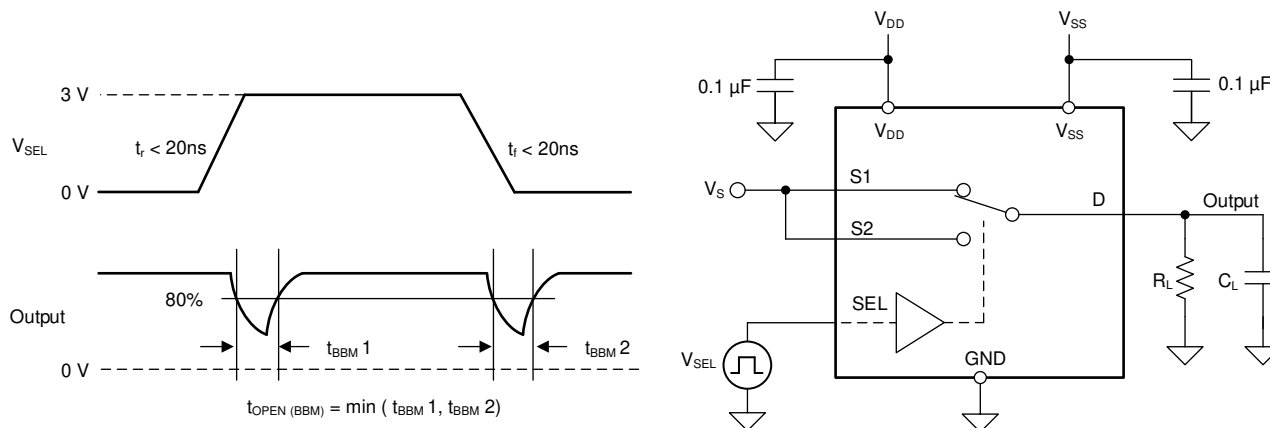 3 V
V_SEL
t_r < 20ns
t_f < 20ns
0 V
80%
Output
t_BBM 1
t_BBM 2
0 V
t_OPEN (BBM) = min ( t_BBM 1, t_BBM 2)
V_DD
V_SS
0.1 µF
0.1 µF
V_DD
V_SS
V_S
S1
S2
D
Output
R_L
C_L
SEL
V_SEL
GND